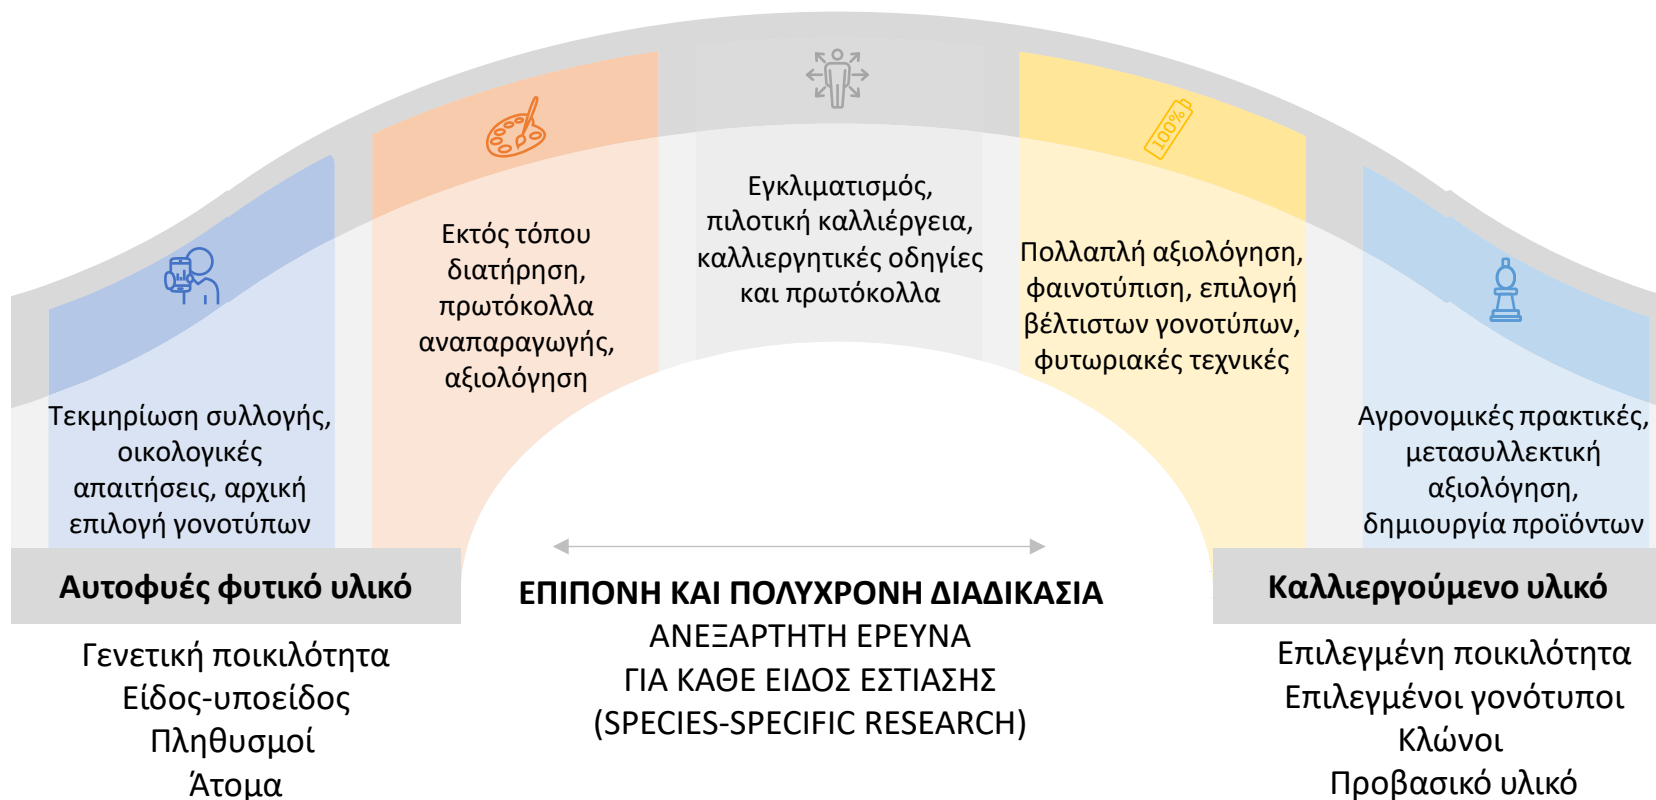 Τεκμηρίωση συλλογής,
οικολογικές
απαιτήσεις, αρχική
επιλογή γονοτύπων
Εκτός τόπου
διατήρηση,
πρωτόκολλα
αναπαραγωγής,
αξιολόγηση
Εγκλιματισμός,
πιλοτική καλλιέργεια,
καλλιεργητικές οδηγίες
και πρωτόκολλα
100%
Πολλαπλή αξιολόγηση,
φαινοτύπιση, επιλογή
βέλτιστων γονοτύπων,
φυτωριακές τεχνικές
Αγρονομικές πρακτικές,
μετασυλλεκτική
αξιολόγηση,
δημιουργία προϊόντων
Αυτοφυές φυτικό υλικό
Γενετική ποικιλότητα
Είδος-υποείδος
Πληθυσμοί
Άτομα
ΕΠΙΠΟΝΗ ΚΑΙ ΠΟΛΥΧΡΟΝΗ ΔΙΑΔΙΚΑΣΙΑ
ΑΝΕΞΑΡΤΗΤΗ ΕΡΕΥΝΑ
ΓΙΑ ΚΑΘΕ ΕΙΔΟΣ ΕΣΤΙΑΣΗΣ
(SPECIES-SPECIFIC RESEARCH)
Καλλιεργούμενο υλικό
Επιλεγμένη ποικιλότητα
Επιλεγμένοι γονότυποι
Κλώνοι
Προβασικό υλικό